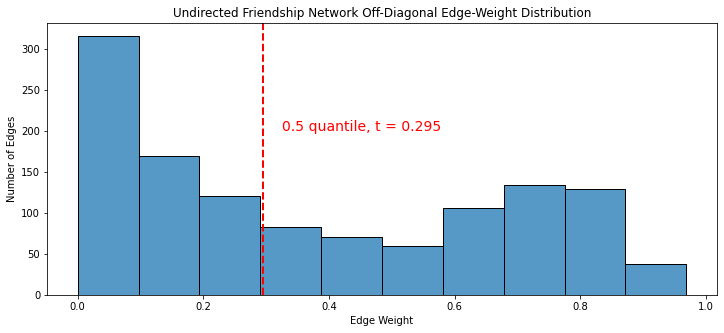 Undirected Friendship Network Off-Diagonal Edge-Weight Distribution
300
250
200
150
100
50
0
Number of Edges
0.5 quantile, t = 0.295
0.0 0.2 0.4 0.6 0.8 1.0
Edge Weight